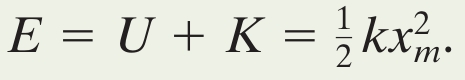 E = U + K = ½kx²ₘ.